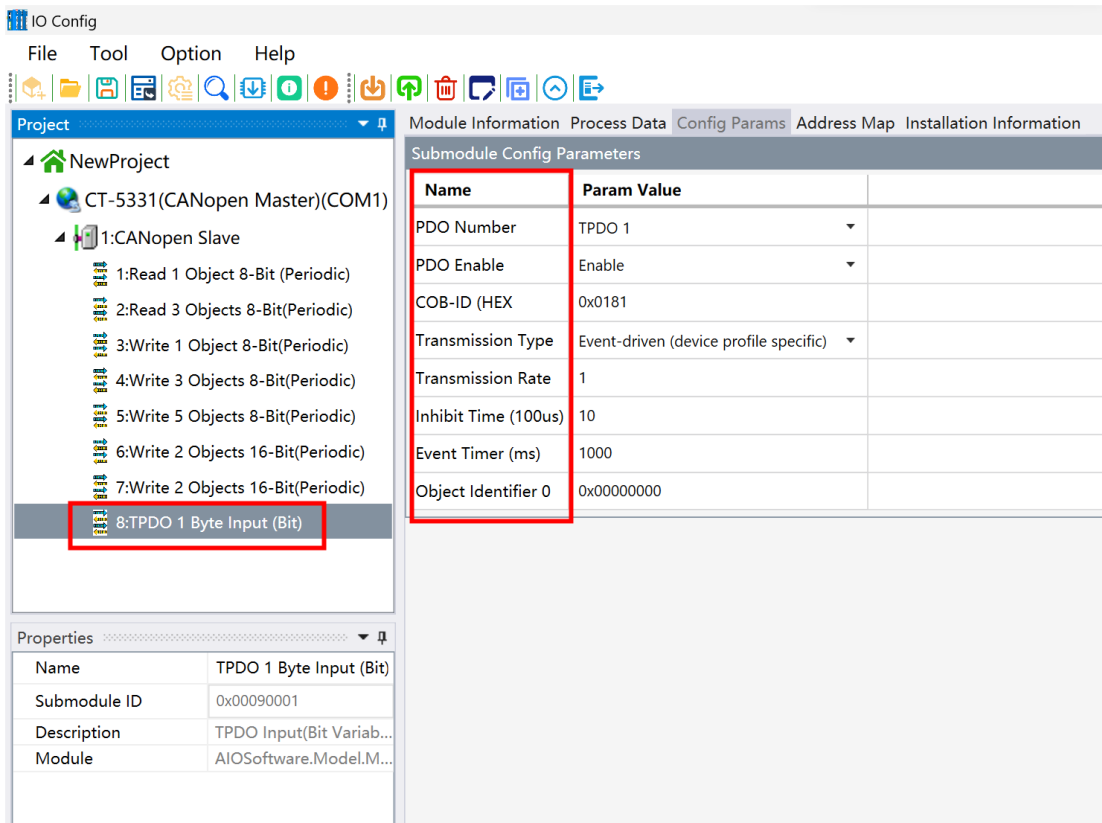 IO Config
File Tool Option Help
Project
Module Information Process Data Config Params Address Map Installation Information
Submodule Config Parameters
NewProject
CT-5331(CANopen Master)(COM1)
1:CANopen Slave
1:Read 1 Object 8-Bit (Periodic)
2:Read 3 Objects 8-Bit(Periodic)
3:Write 1 Object 8-Bit(Periodic)
4:Write 3 Objects 8-Bit(Periodic)
5:Write 5 Objects 8-Bit(Periodic)
6:Write 2 Objects 16-Bit(Periodic)
7:Write 2 Objects 16-Bit(Periodic)
8:TPDO 1 Byte Input (Bit)
Name Param Value
PDO Number TPDO 1
PDO Enable Enable
COB-ID (HEX 0x0181
Transmission Type Event-driven (device profile specific)
Transmission Rate 1
Inhibit Time (100us) 10
Event Timer (ms) 1000
Object Identifier 0 0x00000000
Properties
Name TPDO 1 Byte Input (Bit)
Submodule ID 0x00090001
Description TPDO Input(Bit Variab...
Module AIOSoftware.Model.M...